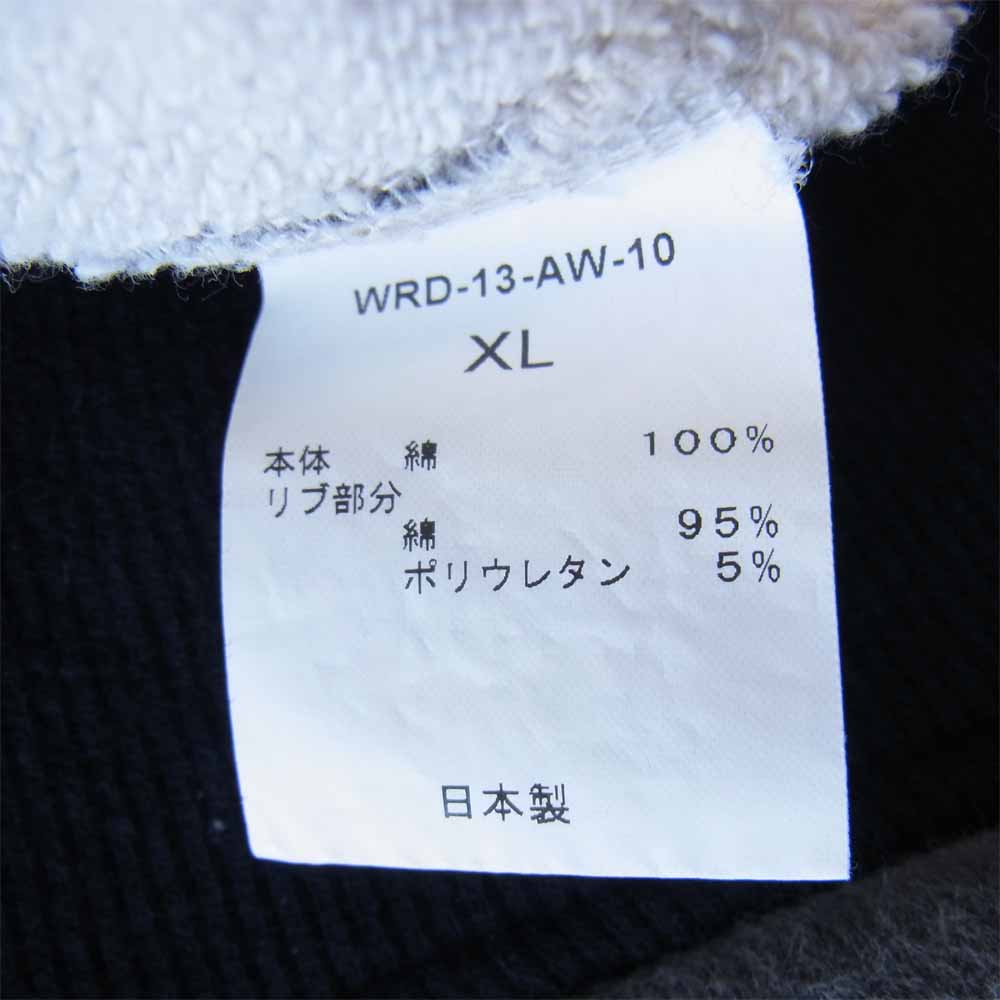 WRD-13-AW-10
XL
本体 綿 100%
リブ部分
綿 95%
ポリウレタン 5%
日本製